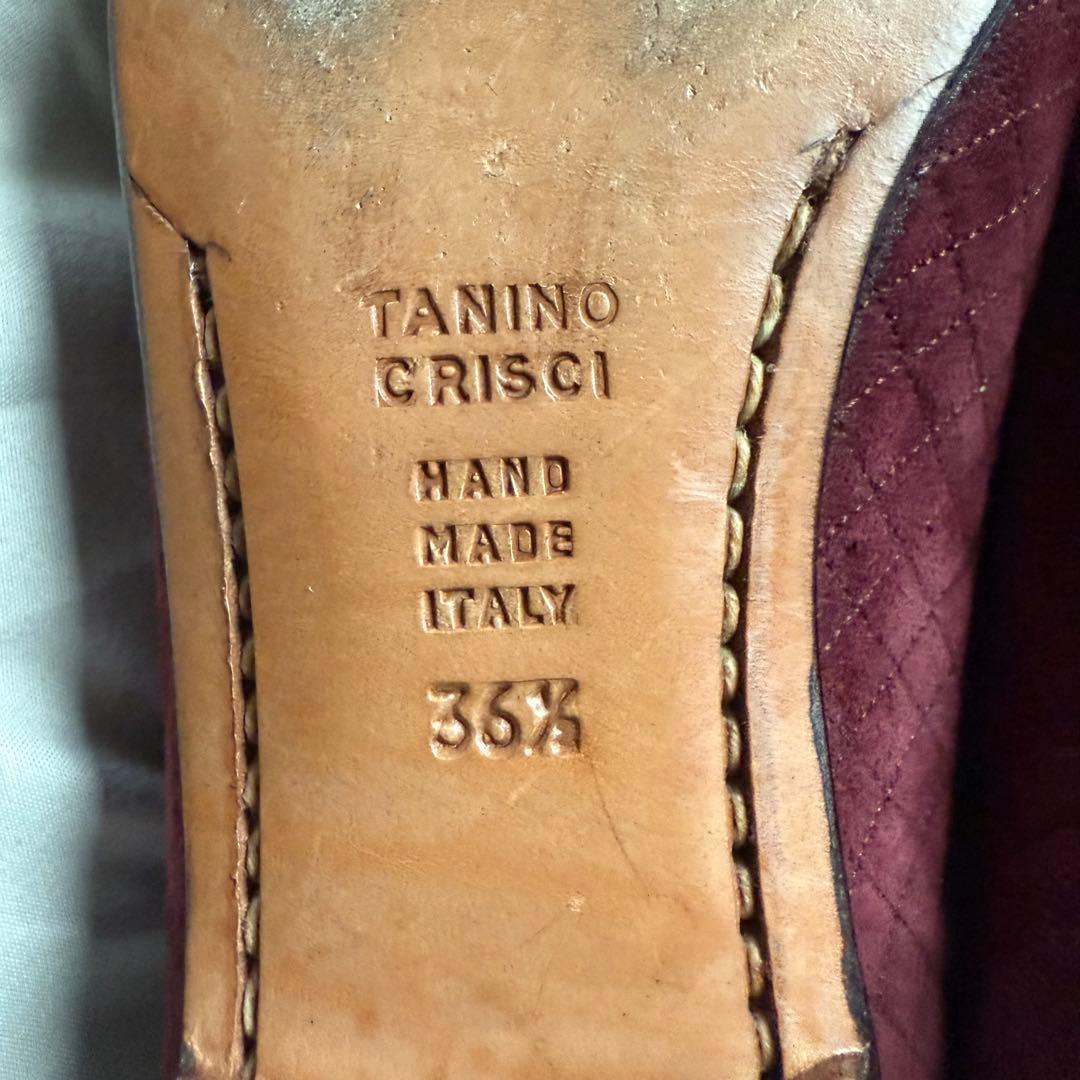 TANINO
CRISCI
HAND
MADE
ITALY
36½